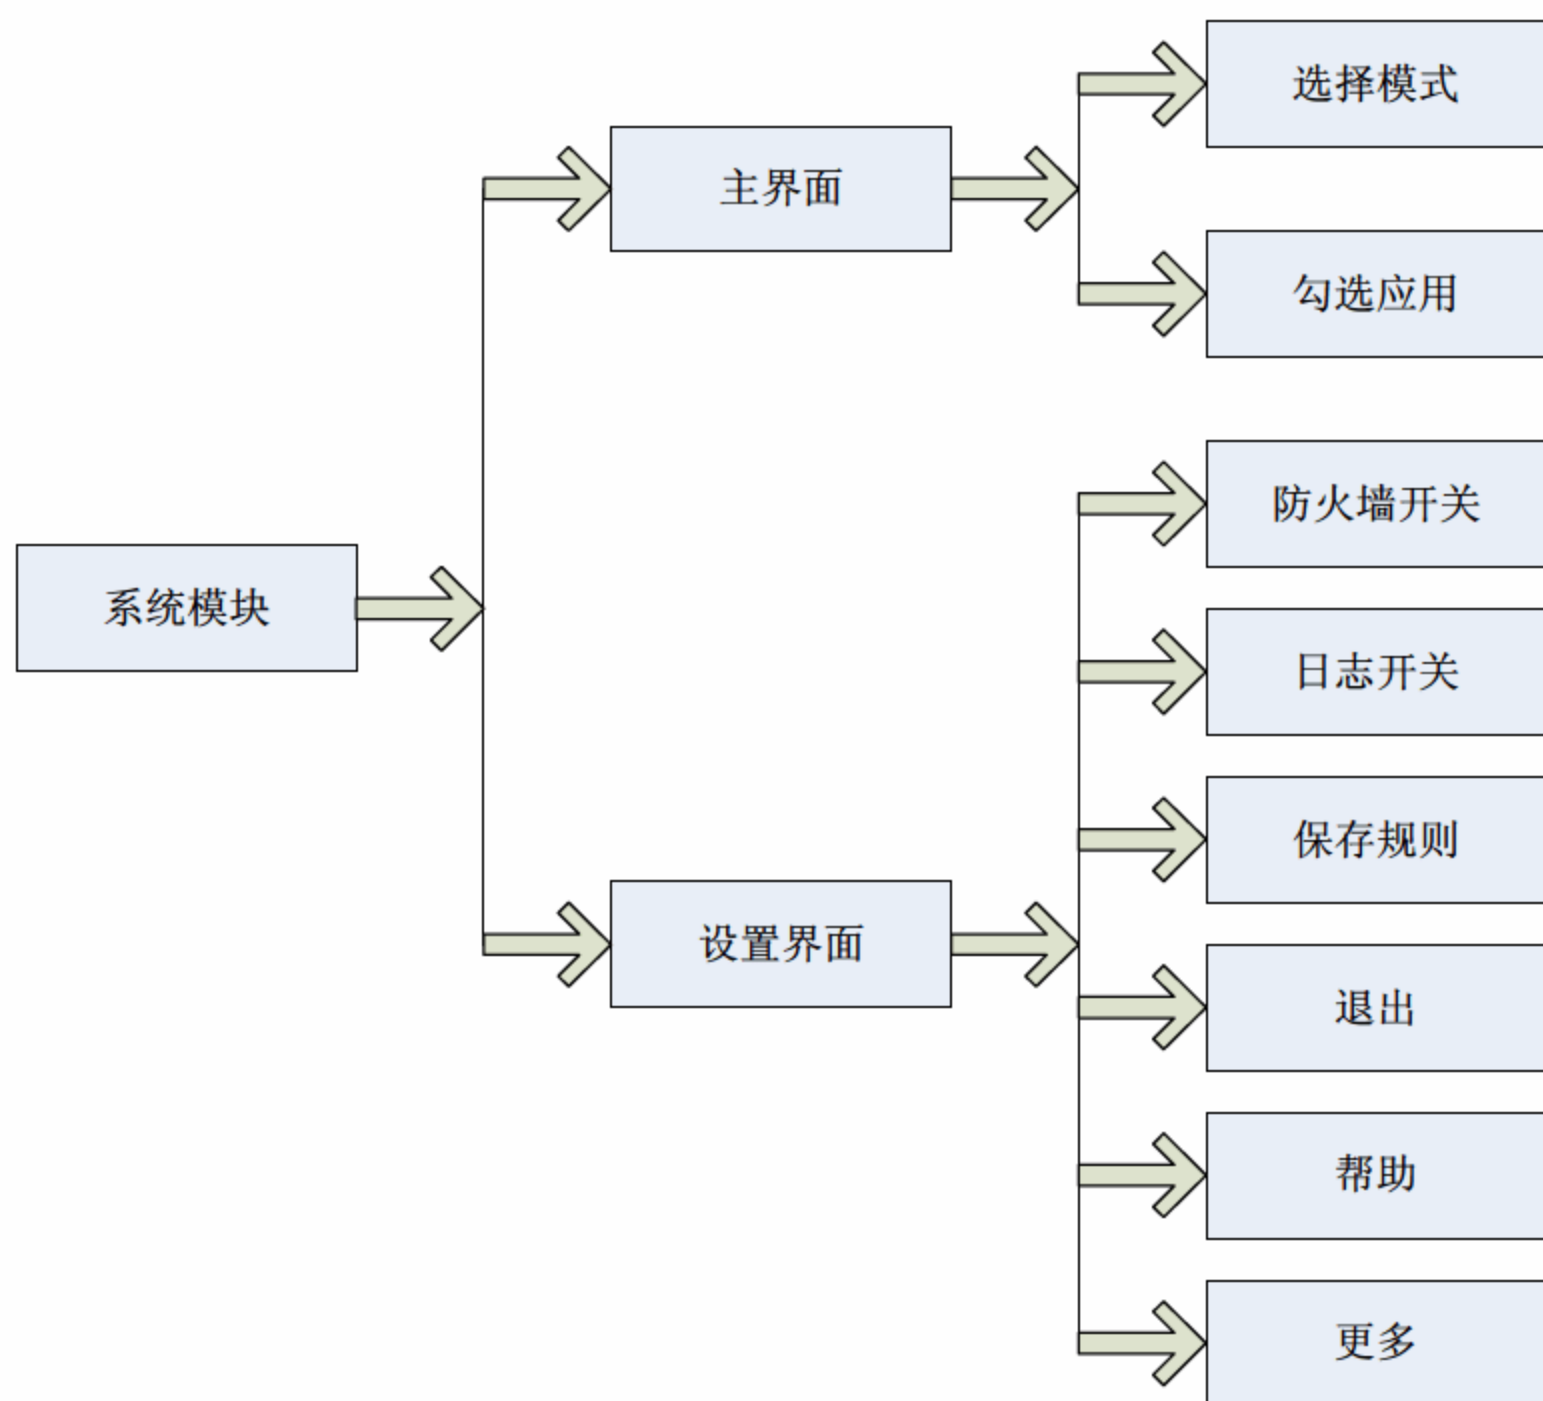 选择模式
主界面
勾选应用
防火墙开关
系统模块
日志开关
保存规则
设置界面
退出
帮助
更多